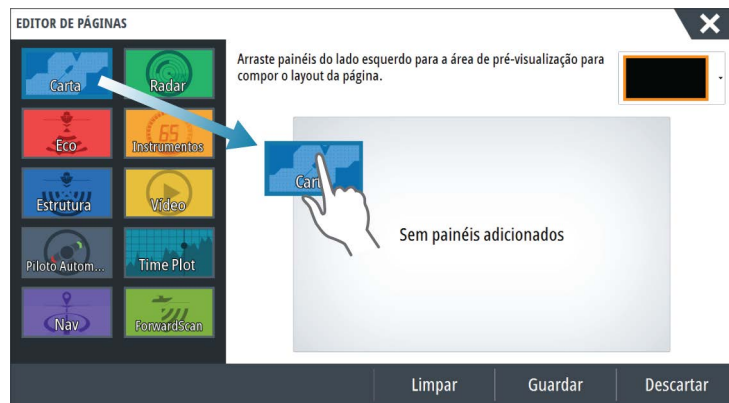 EDITOR DE PÁGINAS
Arraste painéis do lado esquerdo para a área de pré-visualização para
compor o layout da página.
Carta
Radar
Eco
65
Instrumentos
Estrutura
Vídeo
Piloto Autom...
Time Plot
Nav
ForwardScan
Sem painéis adicionados
Limpar
Guardar
Descartar